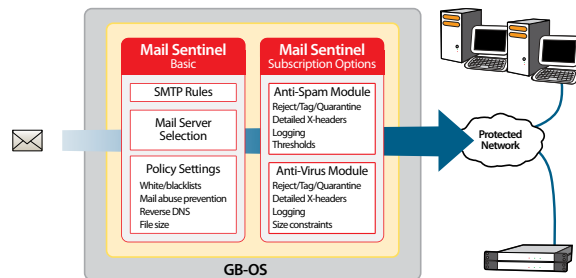 Mail Sentinel
Basic
SMTP Rules
Mail Server
Selection
Policy Settings
White/blacklists
Mail abuse prevention
Reverse DNS
File size
Mail Sentinel
Subscription Options
Anti-Spam Module
Reject/Tag/Quarantine
Detailed X-headers
Logging
Thresholds
Anti-Virus Module
Reject/Tag/Quarantine
Detailed X-headers
Logging
Size constraints
Protected
Network
GB-OS